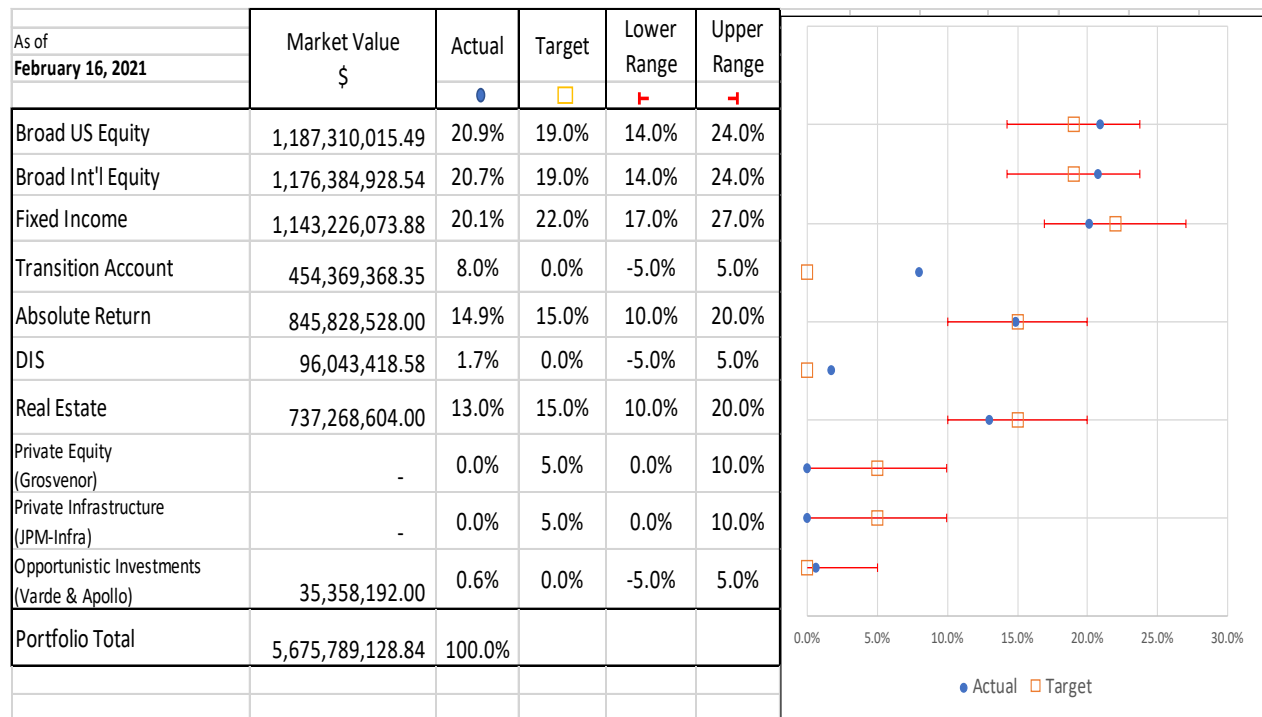 As of
February 16, 2021
Market Value
$
Actual
Target
Lower
Range
Upper
Range
Broad US Equity 1,187,310,015.49 20.9% 19.0% 14.0% 24.0%
Broad Int'l Equity 1,176,384,928.54 20.7% 19.0% 14.0% 24.0%
Fixed Income 1,143,226,073.88 20.1% 22.0% 17.0% 27.0%
Transition Account 454,369,368.35 8.0% 0.0% -5.0% 5.0%
Absolute Return 845,828,528.00 14.9% 15.0% 10.0% 20.0%
DIS 96,043,418.58 1.7% 0.0% -5.0% 5.0%
Real Estate 737,268,604.00 13.0% 15.0% 10.0% 20.0%
Private Equity
(Grosvenor) - 0.0% 5.0% 0.0% 10.0%
Private Infrastructure
(JPM-Infra) - 0.0% 5.0% 0.0% 10.0%
Opportunistic Investments
(Varde & Apollo) 35,358,192.00 0.6% 0.0% -5.0% 5.0%
Portfolio Total 5,675,789,128.84 100.0%
0.0% 5.0% 10.0% 15.0% 20.0% 25.0% 30.0%
Actual Target